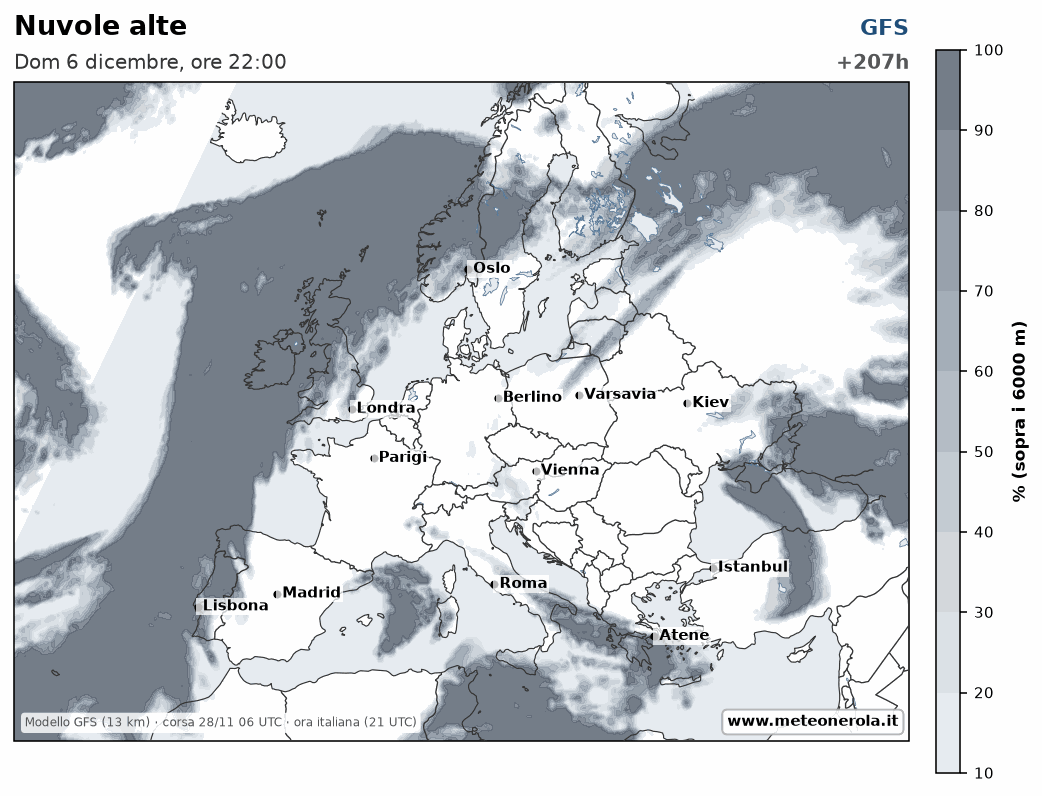 Nuvole alte
GFS
Dom 6 dicembre, ore 22:00
+207h
Oslo
Londra
Berlino
Varsavia
Kiev
Parigi
Vienna
Istanbul
Roma
Madrid
Lisbona
Atene
Modello GFS (13 km) · corsa 28/11 06 UTC · ora italiana (21 UTC)
www.meteonerola.it
100
90
80
70
60
50
40
30
20
10
% (sopra i 6000 m)